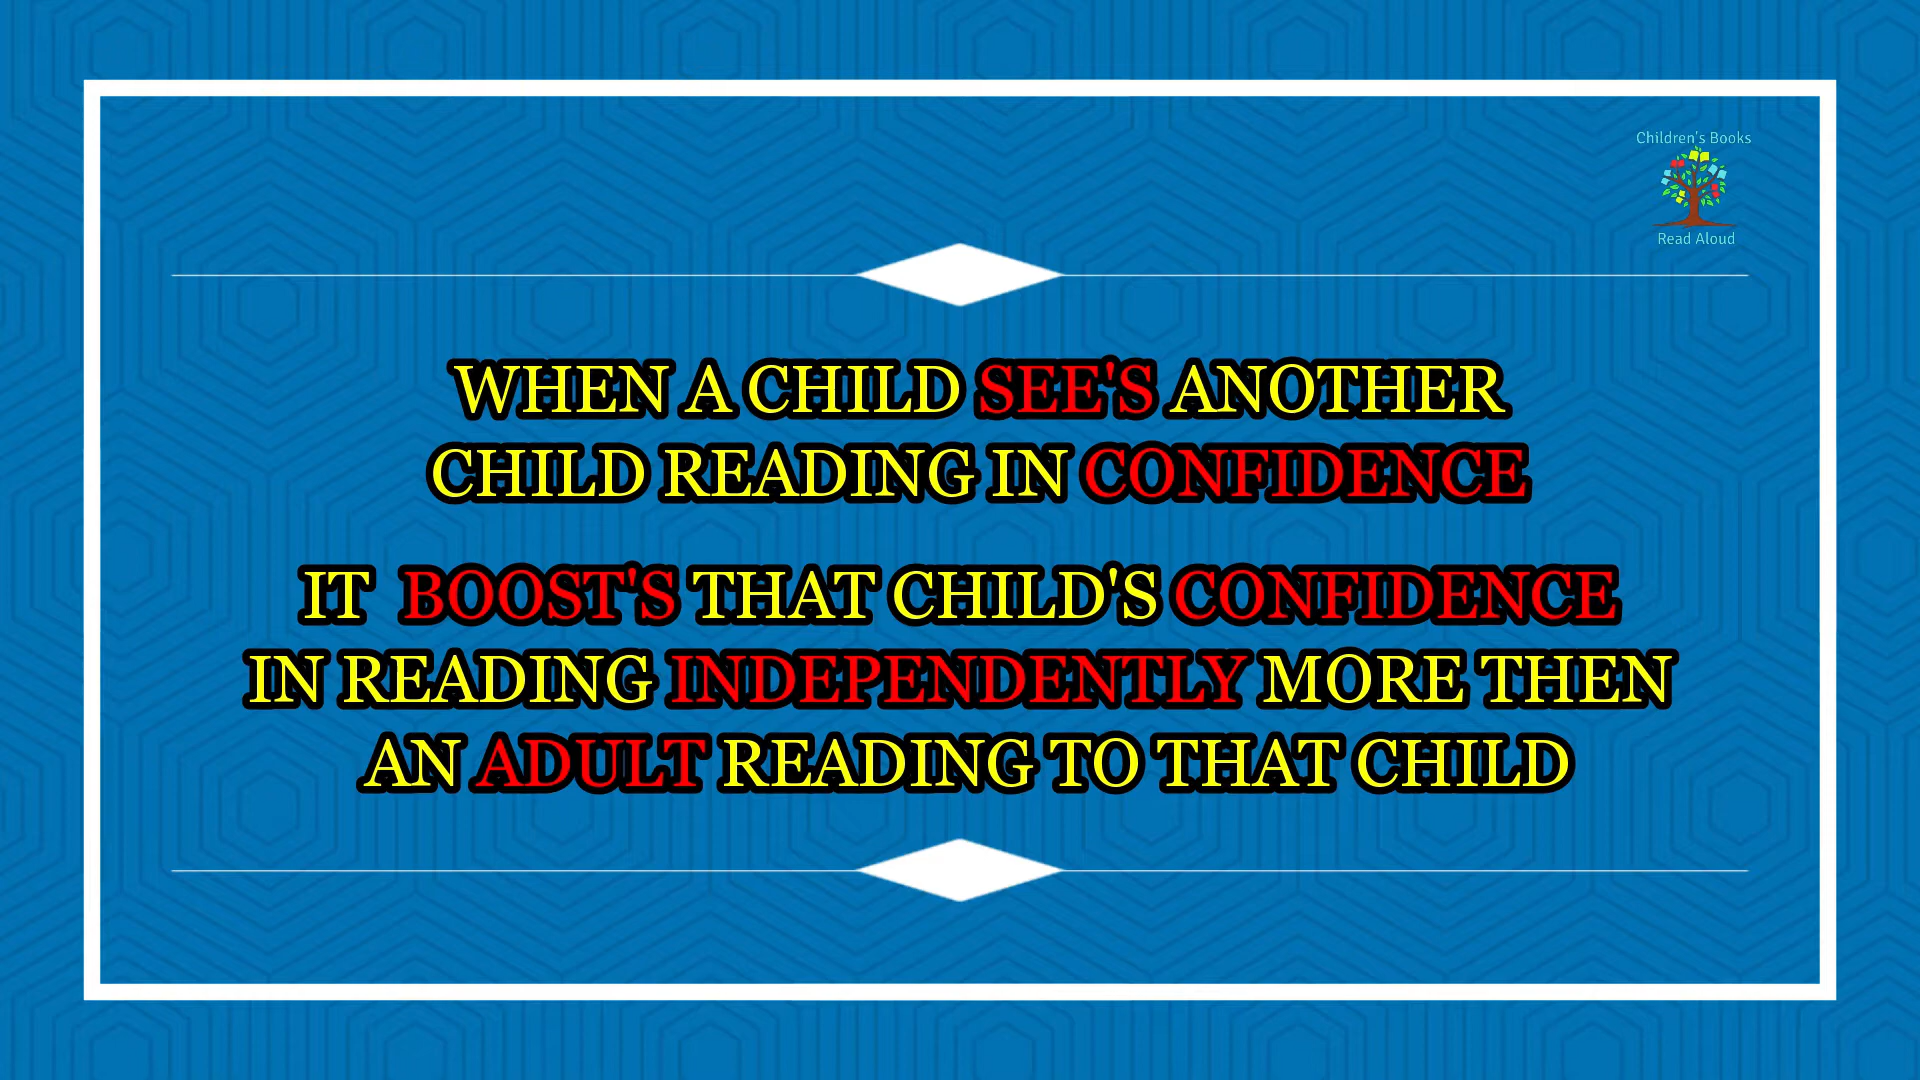 Children's Books
Read Aloud
WHEN A CHILD SEE'S ANOTHER
CHILD READING IN CONFIDENCE
IT BOOST'S THAT CHILD'S CONFIDENCE
IN READING INDEPENDENTLY MORE THEN
AN ADULT READING TO THAT CHILD